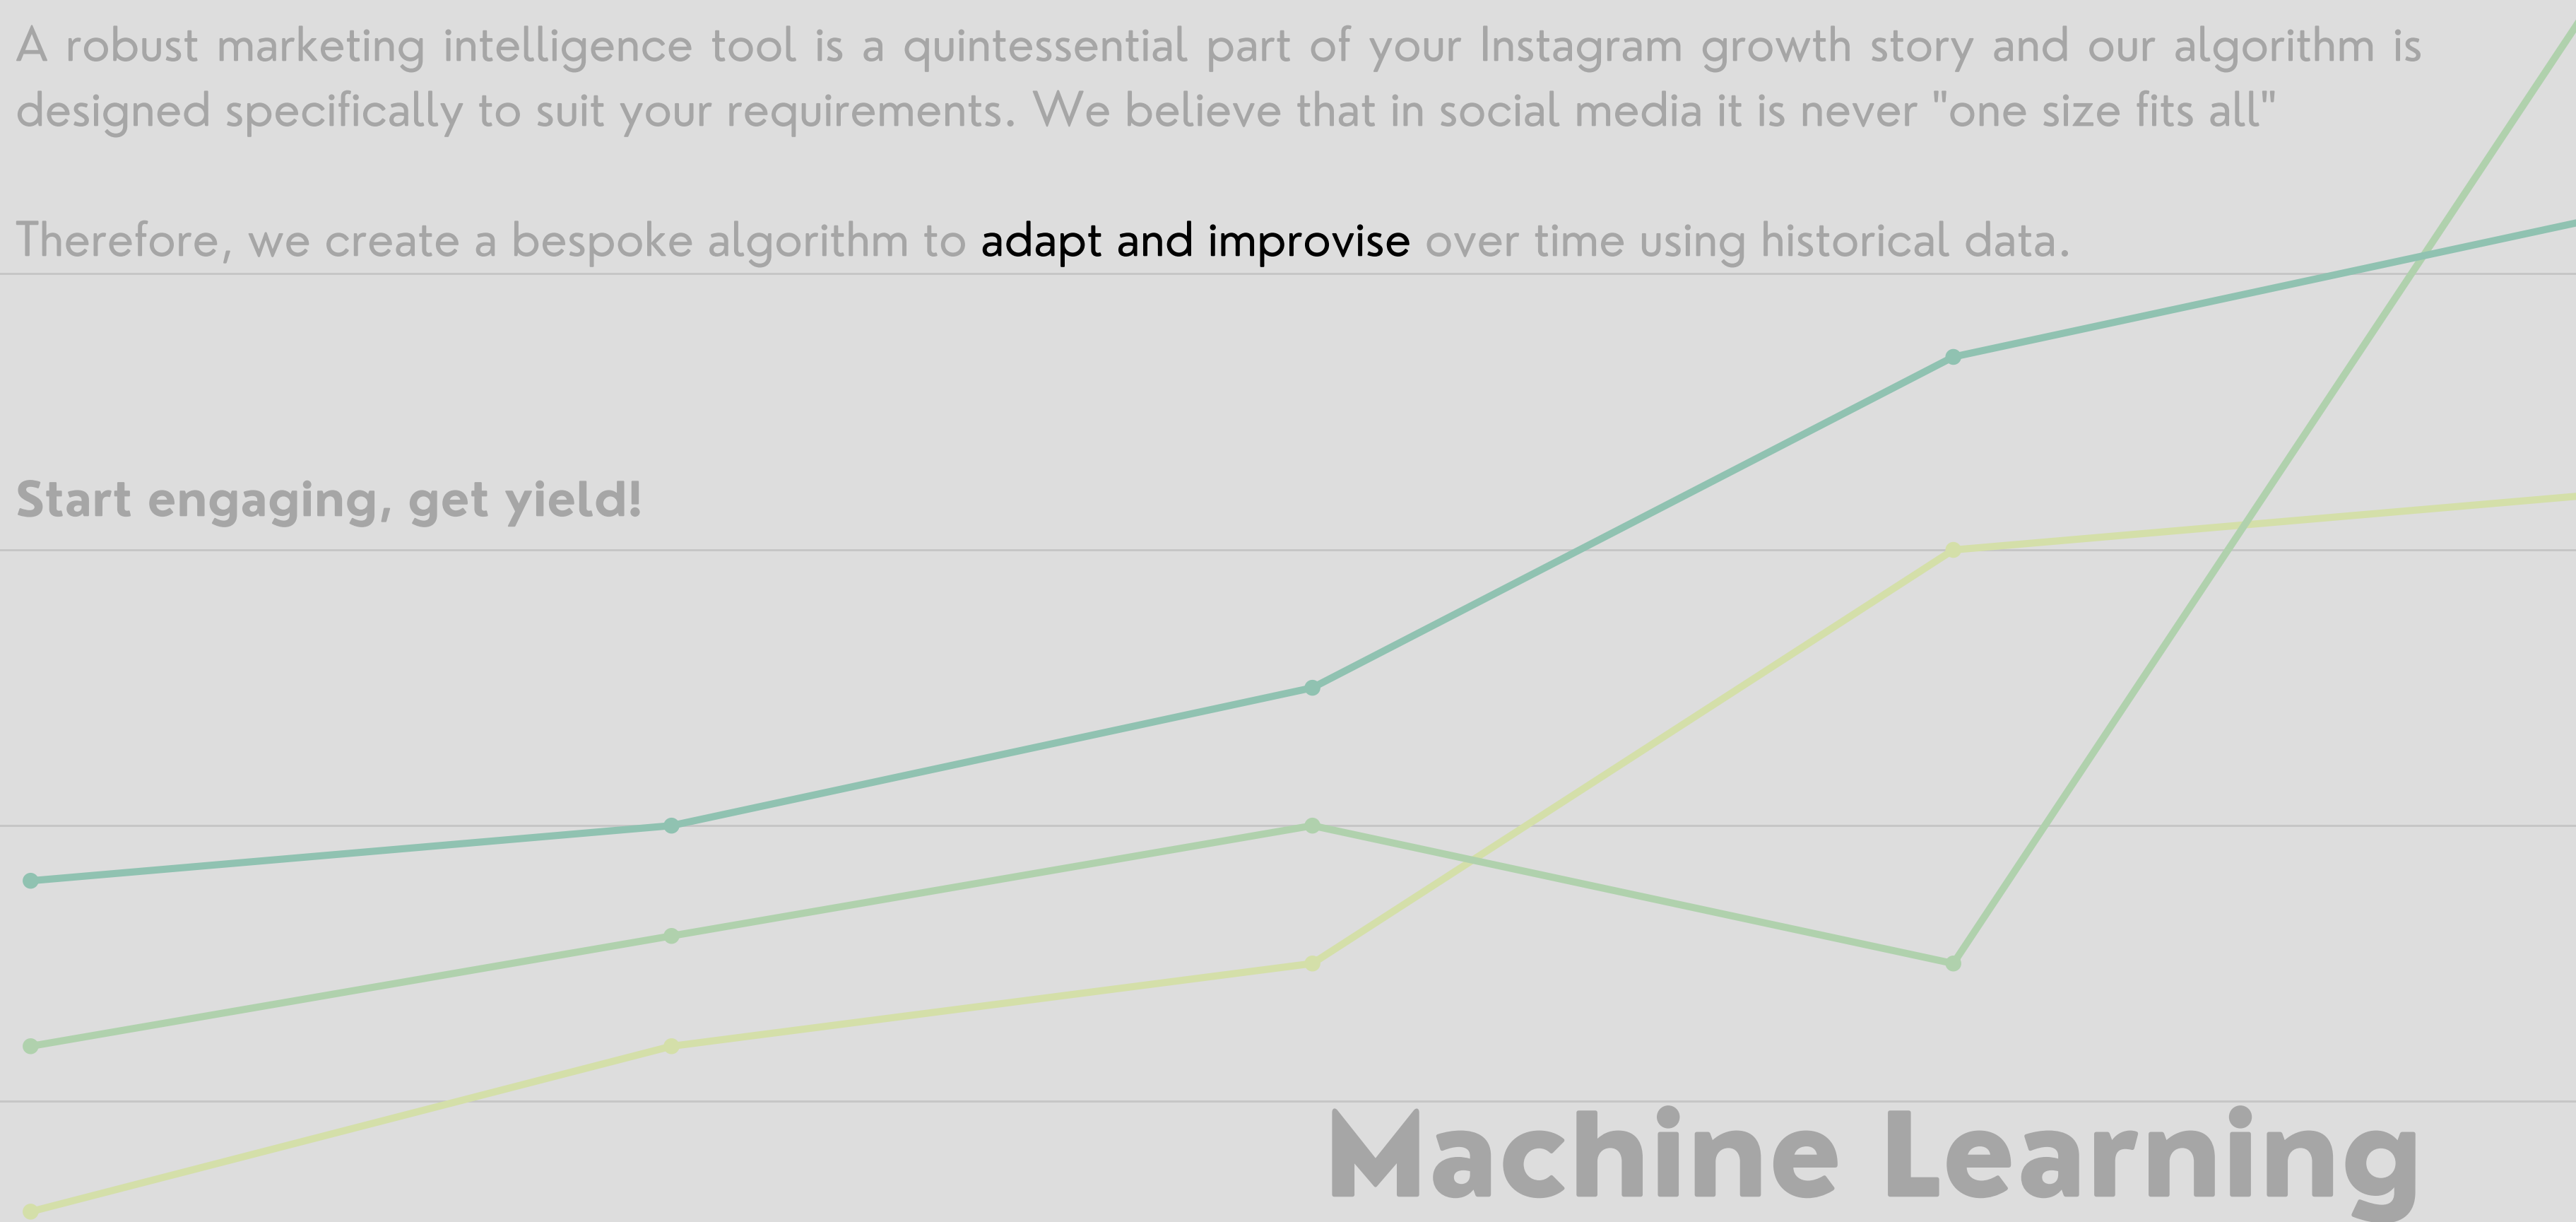 A robust marketing intelligence tool is a quintessential part of your Instagram growth story and our algorithm is
designed specifically to suit your requirements. We believe that in social media it is never "one size fits all"
Therefore, we create a bespoke algorithm to adapt and improvise over time using historical data.
Start engaging, get yield!
Machine Learning